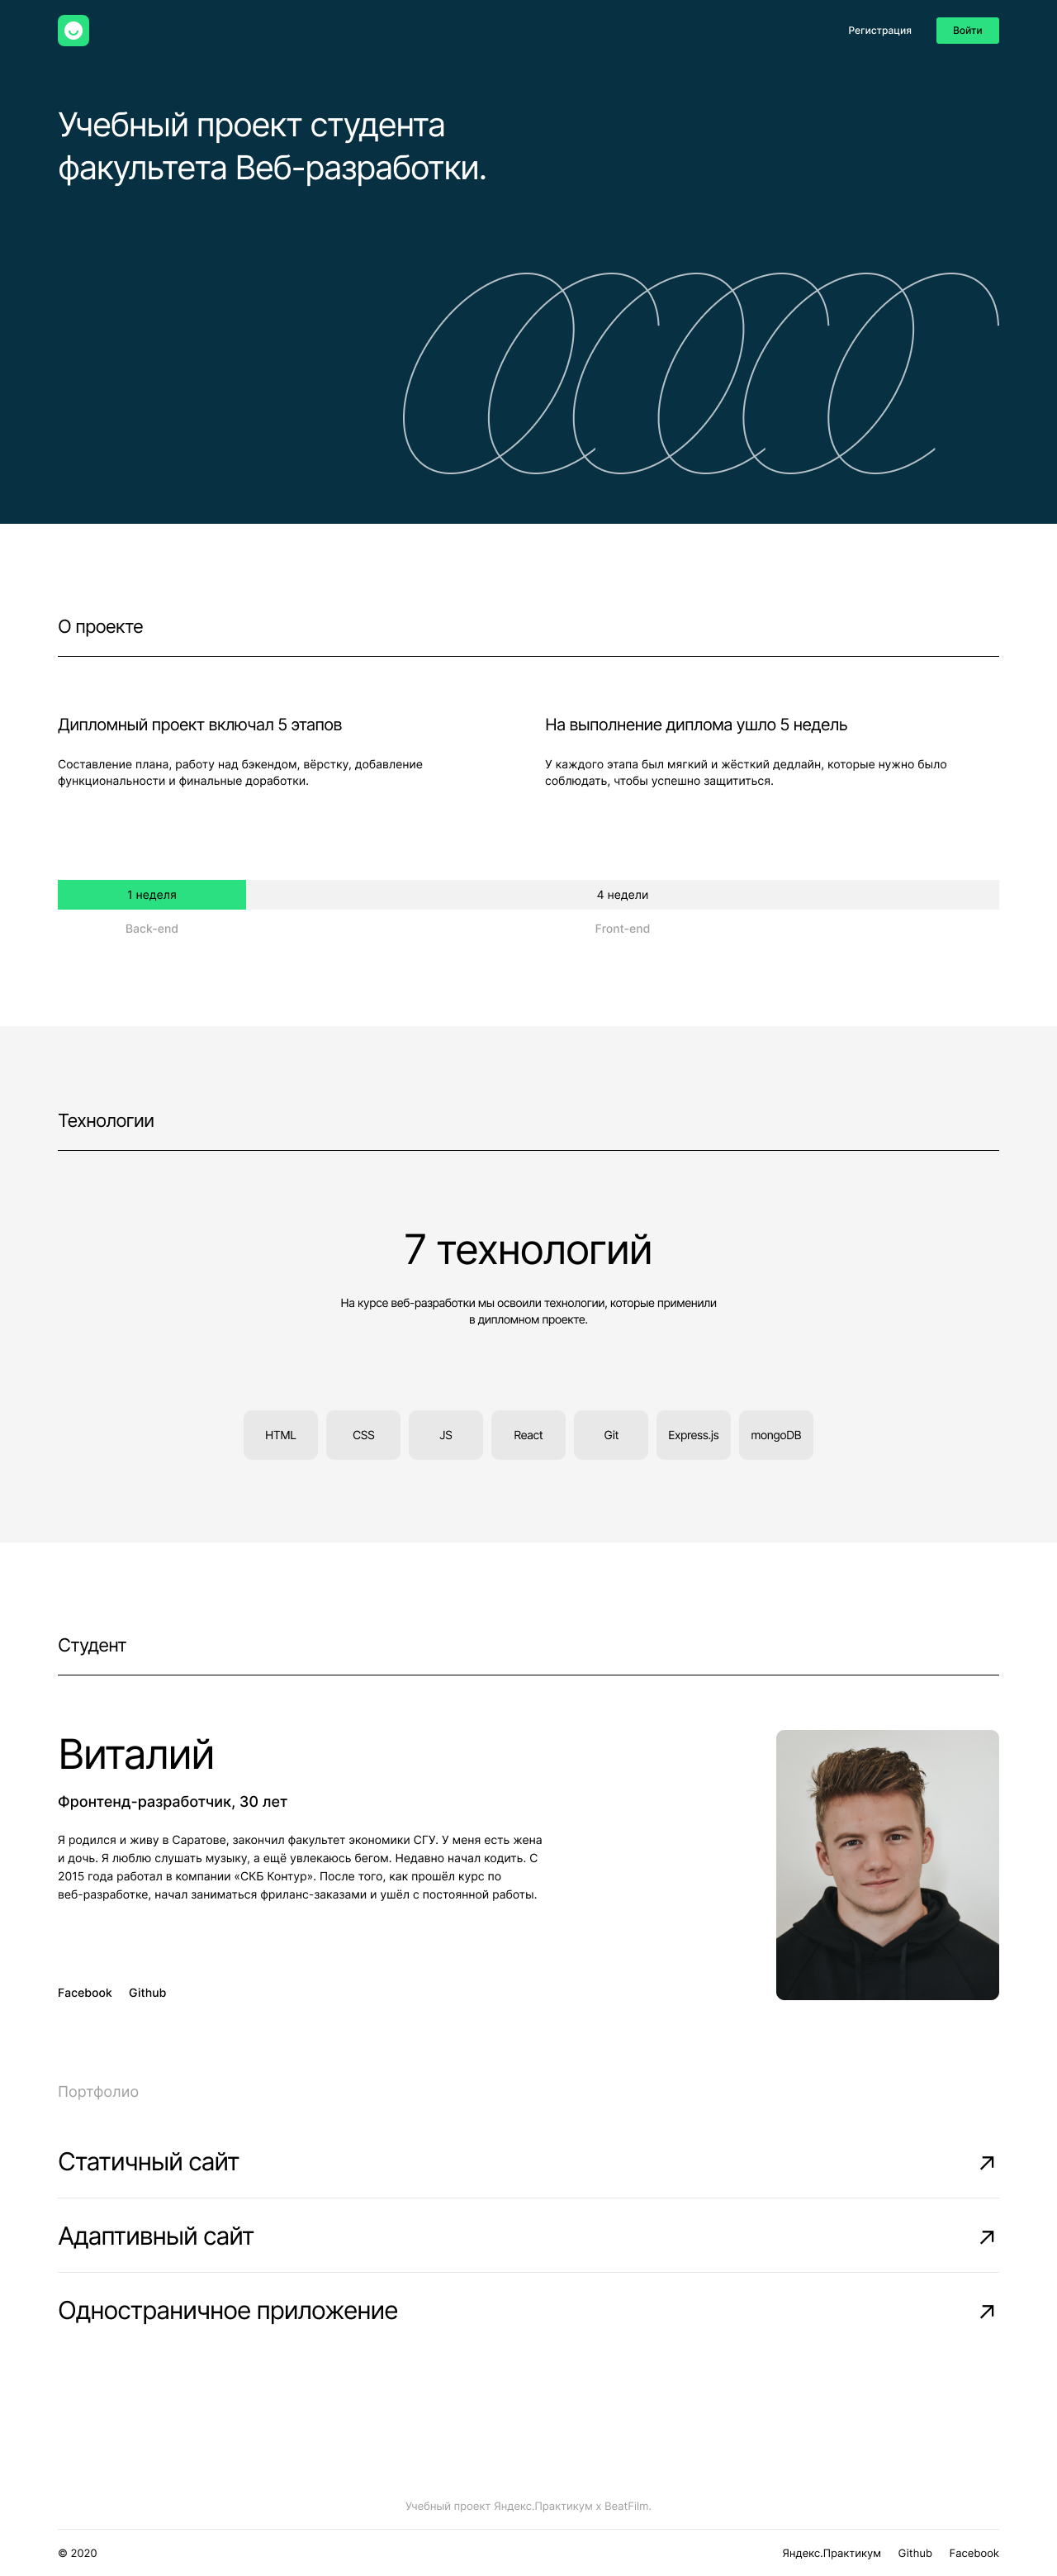 Регистрация
Войти
Учебный проект студента
факультета Веб-разработки.
О проекте
Дипломный проект включал 5 этапов
Составление плана, работу над бэкендом, вёрстку, добавление
функциональности и финальные доработки.
На выполнение диплома ушло 5 недель
У каждого этапа был мягкий и жёсткий дедлайн, которые нужно было
соблюдать, чтобы успешно защититься.
1 неделя
4 недели
Back-end
Front-end
Технологии
7 технологий
На курсе веб-разработки мы освоили технологии, которые применили
в дипломном проекте.
HTML
CSS
JS
React
Git
Express.js
mongoDB
Студент
Виталий
Фронтенд-разработчик, 30 лет
Я родился и живу в Саратове, закончил факультет экономики СГУ. У меня есть жена
и дочь. Я люблю слушать музыку, а ещё увлекаюсь бегом. Недавно начал кодить. С
2015 года работал в компании «СКБ Контур». После того, как прошёл курс по
веб-разработке, начал заниматься фриланс-заказами и ушёл с постоянной работы.
Facebook
Github
Портфолио
Статичный сайт
Адаптивный сайт
Одностраничное приложение
Учебный проект Яндекс.Практикум х BeatFilm.
© 2020
Яндекс.Практикум
Github
Facebook